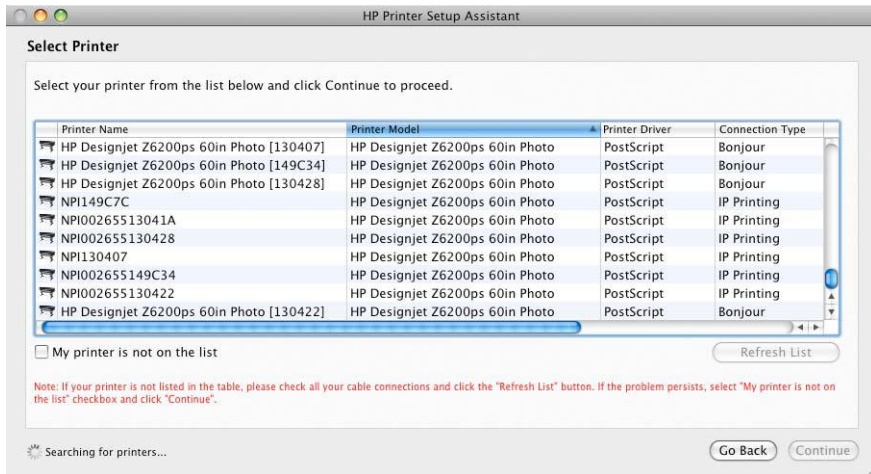 HP Printer Setup Assistant
Select Printer
Select your printer from the list below and click Continue to proceed.
Printer Name Printer Model Printer Driver Connection Type
HP Designjet Z6200ps 60in Photo [130407] HP Designjet Z6200ps 60in Photo PostScript Bonjour
HP Designjet Z6200ps 60in Photo [149C34] HP Designjet Z6200ps 60in Photo PostScript Bonjour
HP Designjet Z6200ps 60in Photo [130428] HP Designjet Z6200ps 60in Photo PostScript Bonjour
NPI149C7C HP Designjet Z6200ps 60in Photo PostScript IP Printing
NPI00265513041A HP Designjet Z6200ps 60in Photo PostScript IP Printing
NPI002655130428 HP Designjet Z6200ps 60in Photo PostScript IP Printing
NPI130407 HP Designjet Z6200ps 60in Photo PostScript IP Printing
NPI002655149C34 HP Designjet Z6200ps 60in Photo PostScript IP Printing
NPI002655130422 HP Designjet Z6200ps 60in Photo PostScript IP Printing
HP Designjet Z6200ps 60in Photo [130422] HP Designjet Z6200ps 60in Photo PostScript Bonjour
My printer is not on the list Refresh List
Note: If your printer is not listed in the table, please check all your cable connections and click the "Refresh List" button. If the problem persists, select "My printer is not on
the list" checkbox and click "Continue".
Searching for printers... Go Back Continue